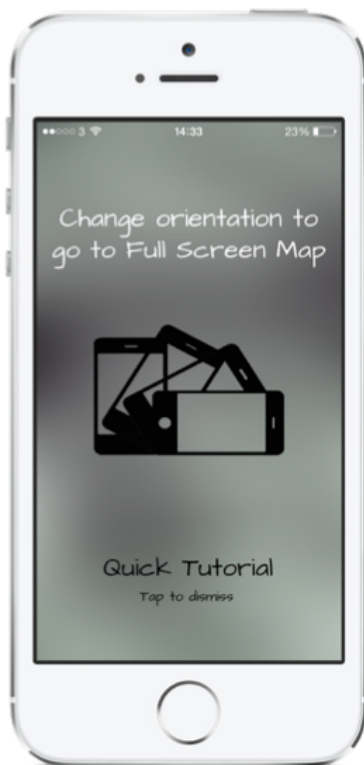 3 14:33 23%
Change orientation to
go to Full Screen Map
Quick Tutorial
Tap to dismiss